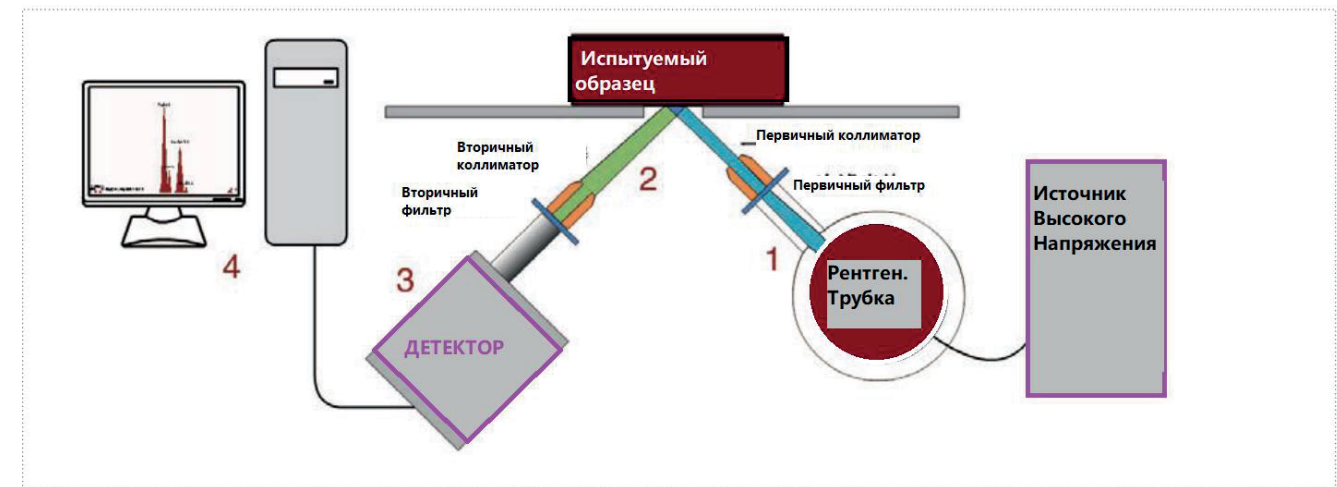 Испытуемый
образец
Первичный коллиматор
Вторичный
коллиматор
2
Первичный фильтр
Вторичный
фильтр
Источник
Высокого
Напряжения
1
4
3
Рентген.
Трубка
ДЕТЕКТОР